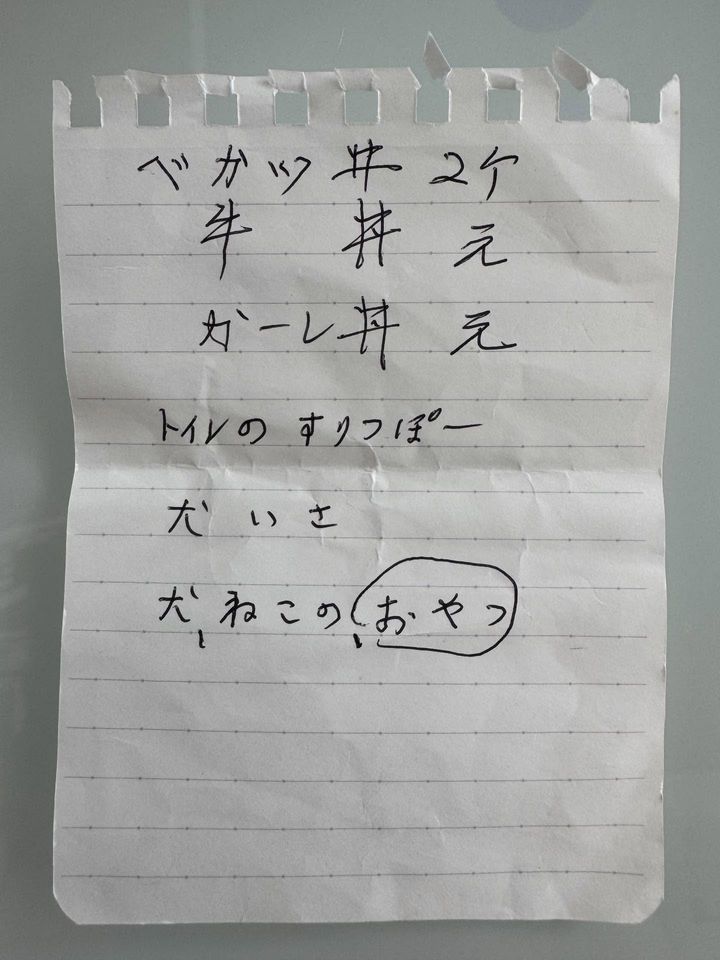 ベガツ丼 2ケ
牛 丼 元
ガーレ丼 元
トイレの すりつぽー
犬 いさ
犬、ねこの、おやつ